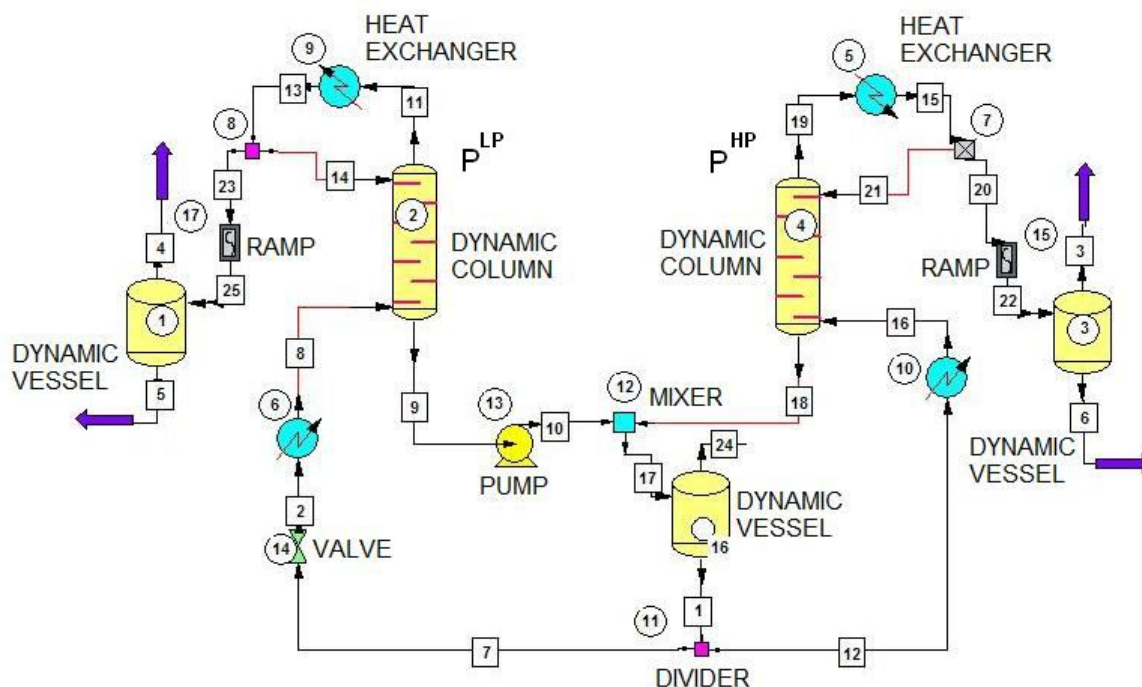 HEAT
EXCHANGER
9
13
11
8
P^LP
14
23
17
RAMP
4
25
1
DYNAMIC
VESSEL
5
2
DYNAMIC
COLUMN
8
6
9
2
14
VALVE
7
13
PUMP
10
12
MIXER
17
24
DYNAMIC
VESSEL
16
1
11
DIVIDER
12
HEAT
EXCHANGER
5
15
19
7
P^HP
21
20
4
DYNAMIC
COLUMN
18
16
10
RAMP
22
15
3
3
6
DYNAMIC
VESSEL